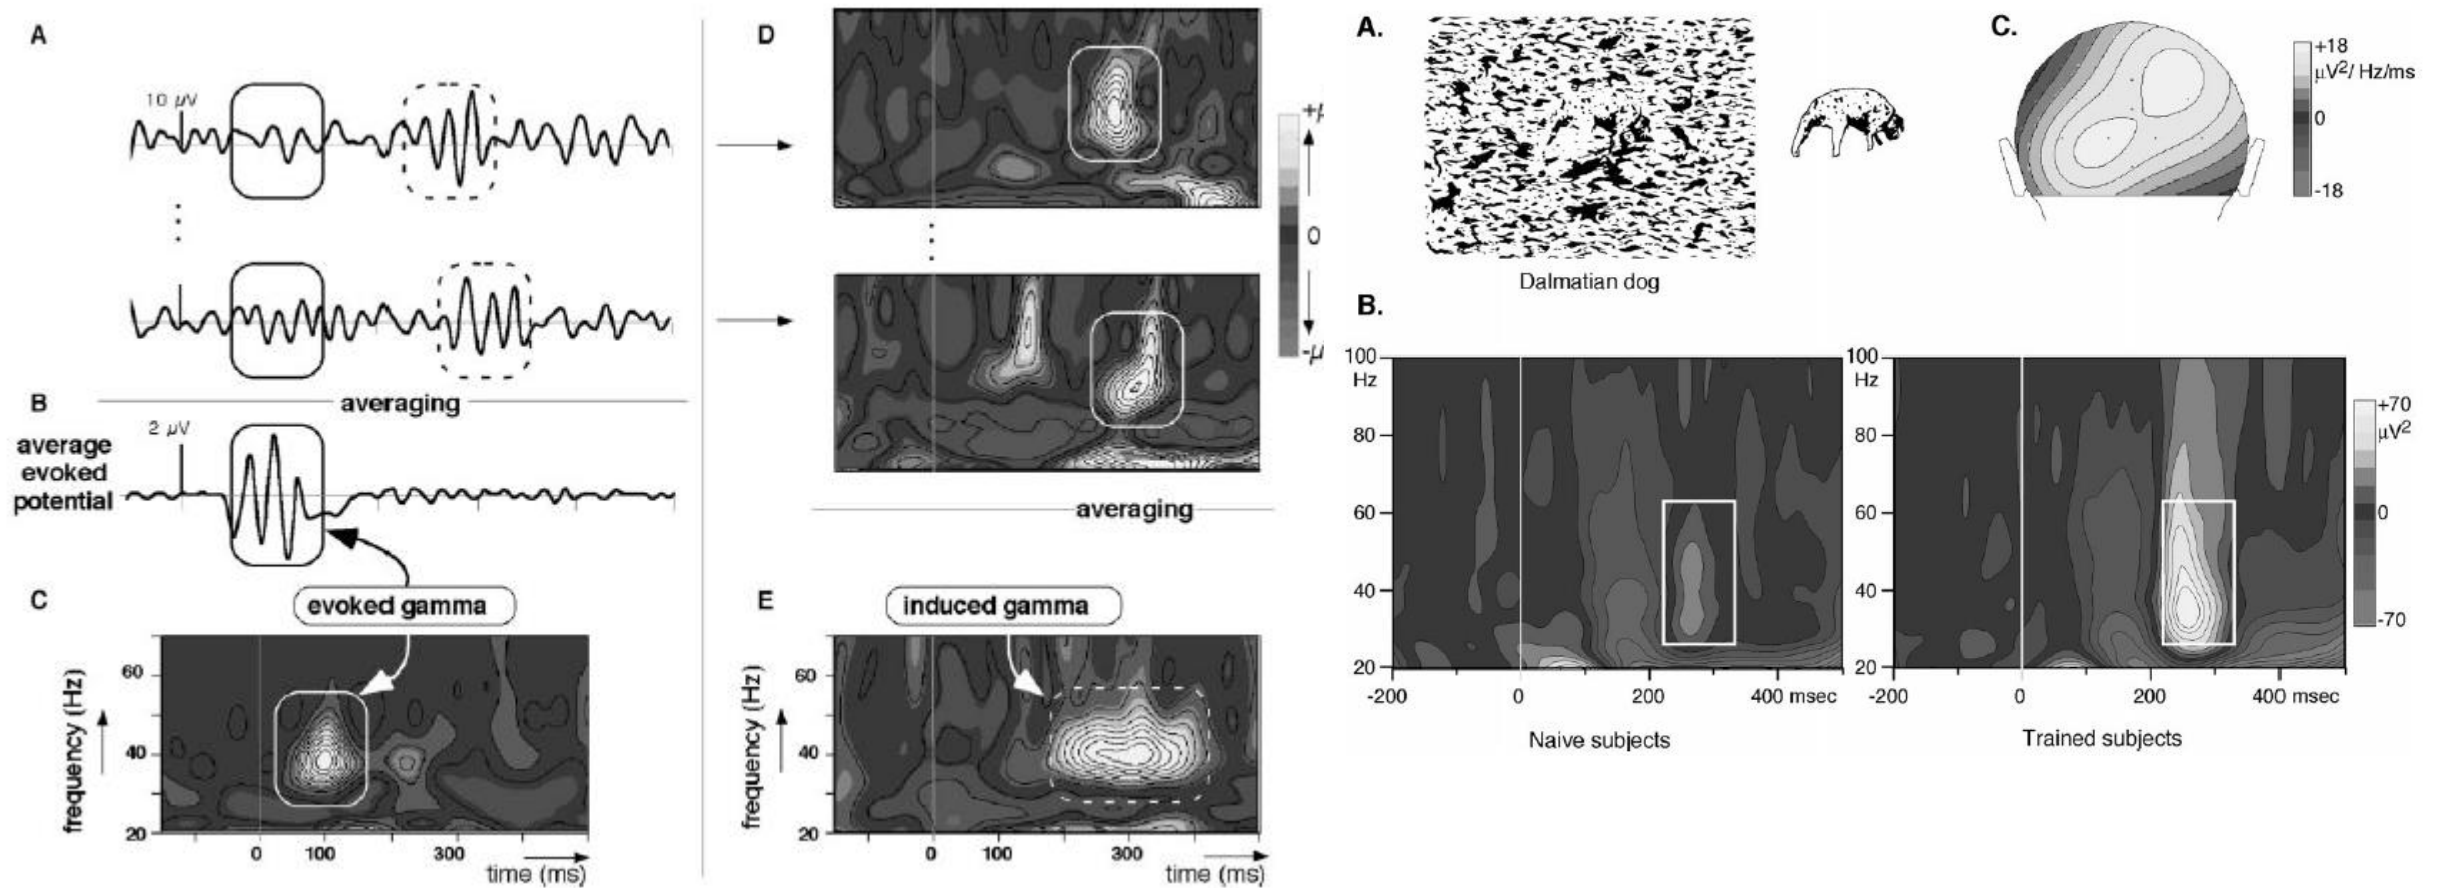 A
10 µV
B
averaging
average
evoked
potential
2 µV
C
evoked gamma
frequency (Hz)
60
40
20
0
100
300
time (ms)
D
0
averaging
E
induced gamma
frequency (Hz)
60
40
20
0
100
300
time (ms)
A.
Dalmatian dog
C.
+18
µV²/ Hz/ms
0
-18
B.
100
Hz
80
60
40
20
-200
0
200
400 msec
Naive subjects
100
Hz
80
60
40
20
-200
0
200
400 msec
Trained subjects
+70
µV²
0
-70